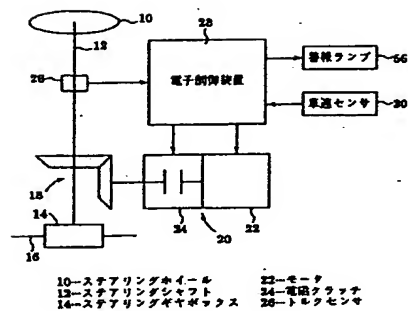 10
12
28
26
電子制御装置
警報ランプ
56
車速センサ
30
18
14
16
24
20
22
10—ステアリングホイール
12—ステアリングシャフト
14—ステアリングギヤボックス
22—モータ
24—電磁クラッチ
26—トルクセンサ